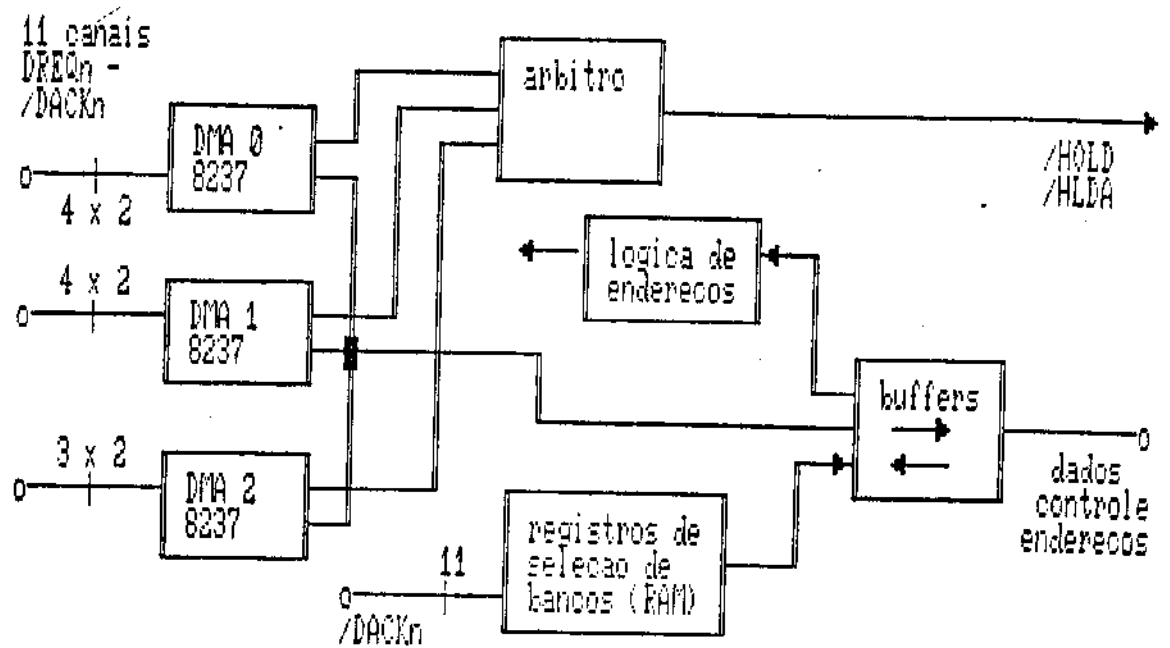 11 canais
DREQn -
/DACKn
DMA 0
8237
4 x 2
arbitro
/HOLD
/HLDA
logica de
enderecos
4 x 2
DMA 1
8237
buffers
3 x 2
DMA 2
8237
dados
controle
enderecos
registros de
selecao de
bancos (RAM)
11
/DACKn